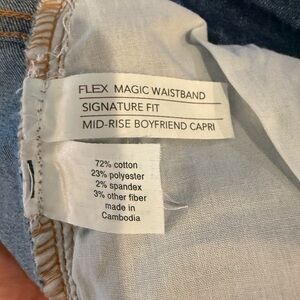 FLEX MAGIC WAISTBAND
SIGNATURE FIT
MID-RISE BOYFRIEND CAPRI
72% cotton
23% polyester
2% spandex
3% other fiber
made in
Cambodia